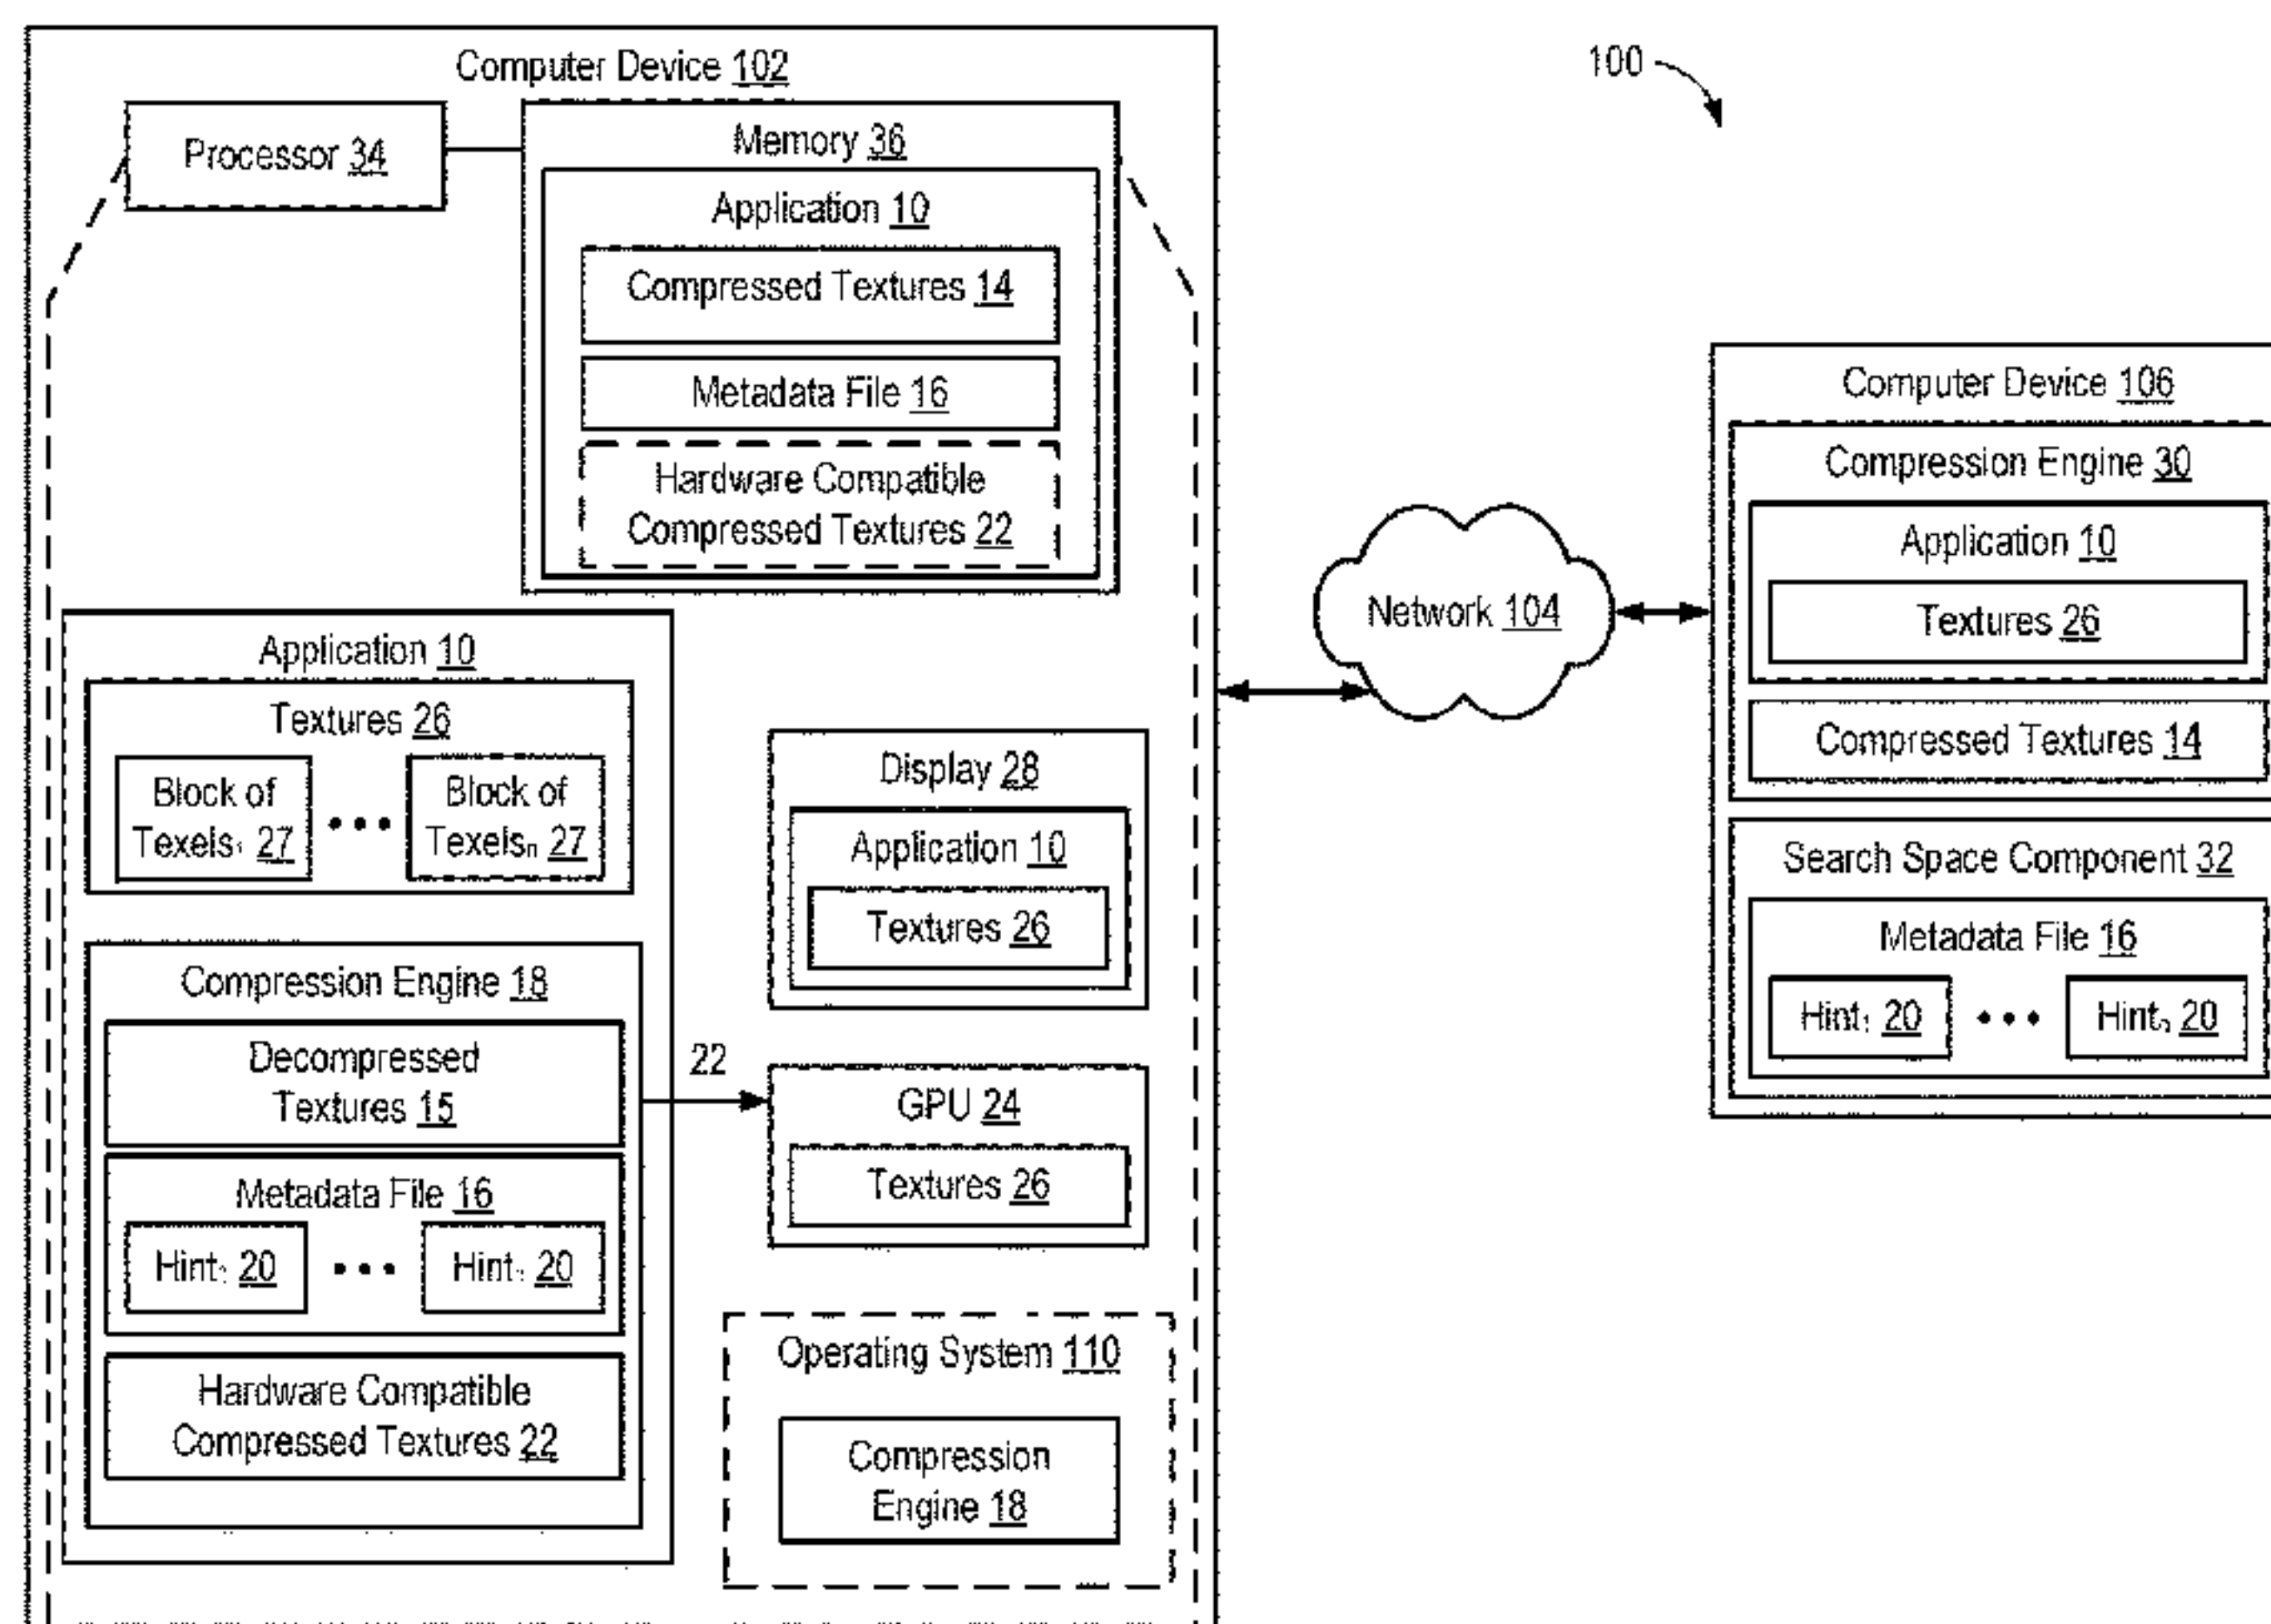 Computer Device 102
100
Processor 34
Memory 36
Application 10
Compressed Textures 14
Metadata File 16
Hardware Compatible
Compressed Textures 22
Application 10
Textures 26
Block of
Texels₁ 27
Block of
Texelsₙ 27
Compression Engine 18
Decompressed
Textures 15
Metadata File 16
Hint 20
Hint 20
Hardware Compatible
Compressed Textures 22
22
Display 28
Application 10
Textures 26
GPU 24
Textures 26
Operating System 110
Compression
Engine 18
Network 104
Computer Device 106
Compression Engine 30
Application 10
Textures 26
Compressed Textures 14
Search Space Component 32
Metadata File 16
Hint₁ 20
Hintₙ 20